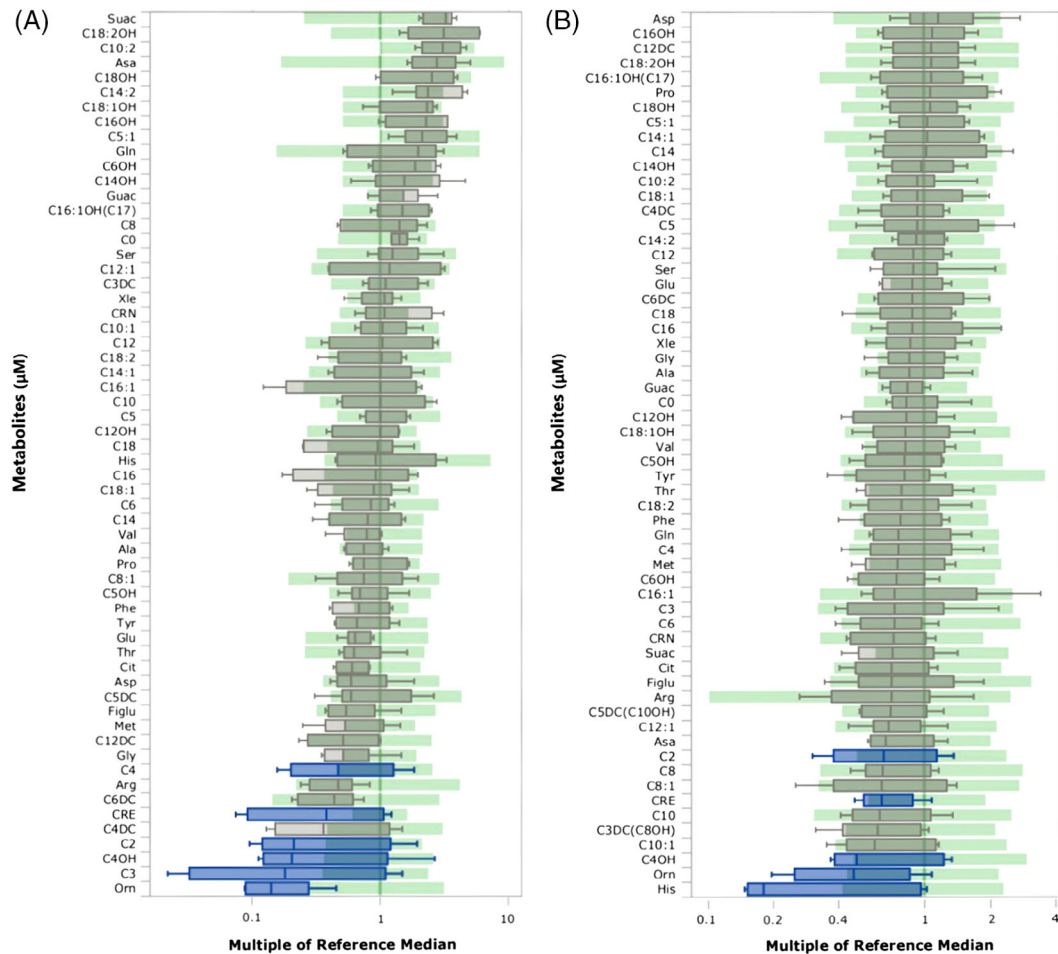 (A)
Suac
C18:2OH
C10:2
Asa
C18OH
C14:2
C18:1OH
C16OH
C5:1
Gln
C6OH
C14OH
Guac
C16:1OH(C17)
C8
C0
Ser
C12:1
C3DC
Xle
CRN
C10:1
C12
C18:2
C14:1
C16:1
C10
C5
C12OH
C18
His
C16
C18:1
C6
C14
Val
Ala
Pro
C8:1
C5OH
Phe
Tyr
Glu
Thr
Cit
Asp
C5DC
Figlu
Met
C12DC
Gly
C4
Arg
C6DC
CRE
C4DC
C2
C4OH
C3
Orn
Metabolites (µM)
0.1
1
10
Multiple of Reference Median
(B)
Asp
C16OH
C12DC
C18:2OH
C16:1OH(C17)
Pro
C18OH
C5:1
C14:1
C14
C14OH
C10:2
C18:1
C4DC
C5
C14:2
C12
Ser
Glu
C6DC
C18
C16
Xle
Gly
Ala
Guac
C0
C12OH
C18:1OH
Val
C5OH
Tyr
Thr
C18:2
Phe
Gln
C4
Met
C6OH
C16:1
C3
C6
CRN
Suac
Cit
Figlu
Arg
C5DC(C10OH)
C12:1
Asa
C2
C8
C8:1
CRE
C10
C3DC(C8OH)
C10:1
C4OH
Orn
His
Metabolites (µM)
0.1
0.2
0.4
1
2
4
Multiple of Reference Median